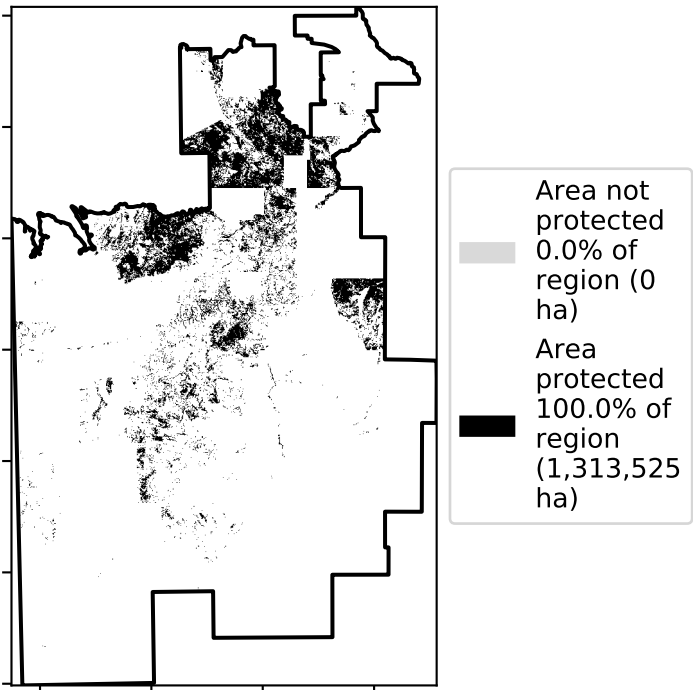 Area not
protected
0.0% of
region (0
ha)
Area
protected
100.0% of
region
(1,313,525
ha)